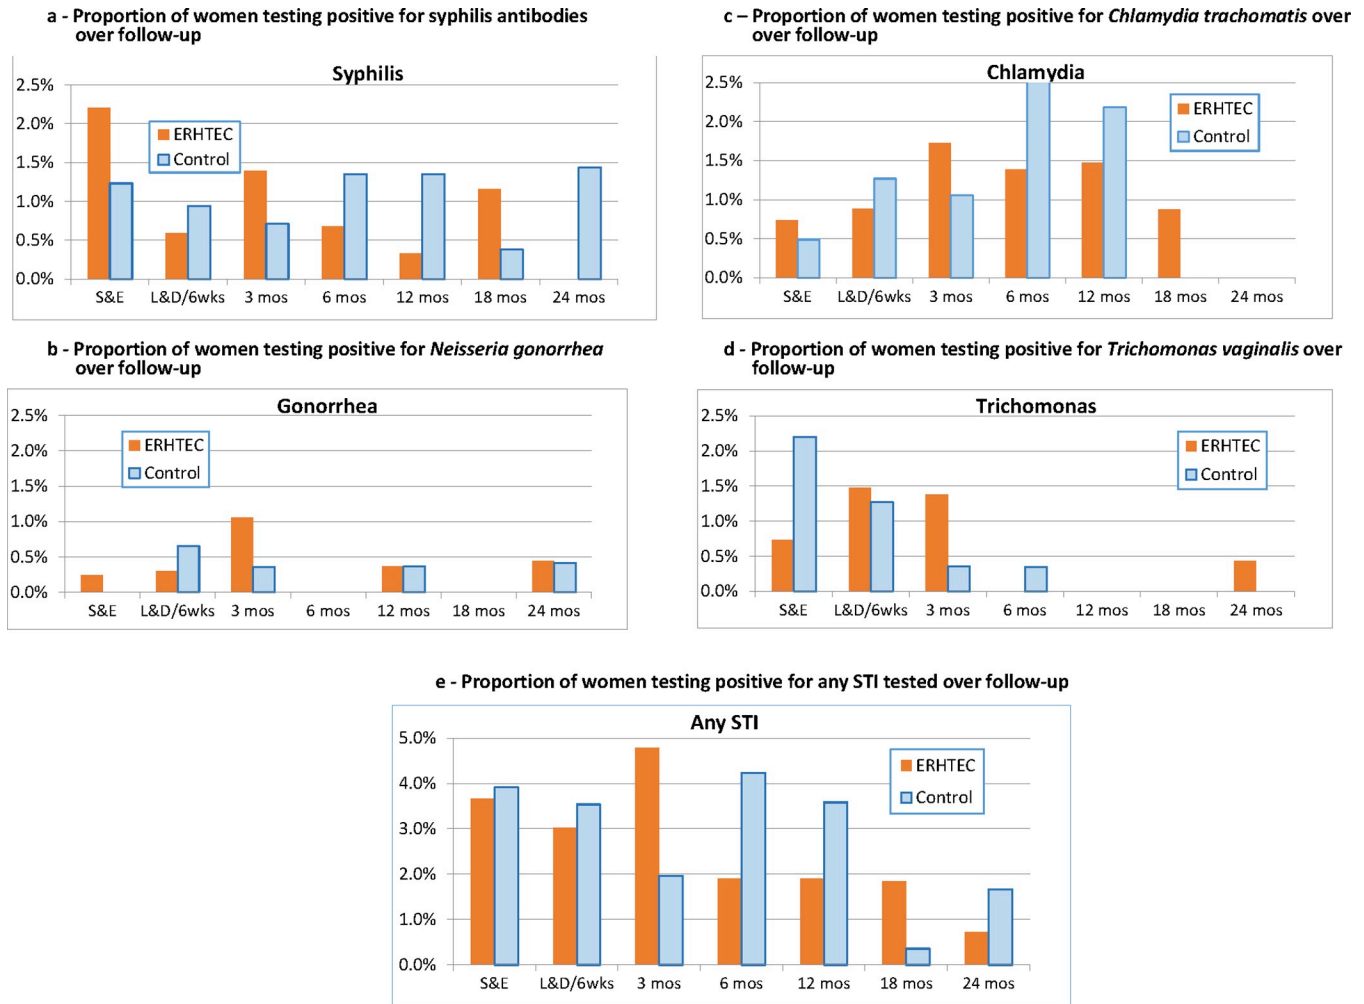 a - Proportion of women testing positive for syphilis antibodies
over follow-up
Syphilis
2.5%
2.0%
1.5%
1.0%
0.5%
0.0%
ERHTEC
Control
S&E L&D/6wks 3 mos 6 mos 12 mos 18 mos 24 mos
c – Proportion of women testing positive for Chlamydia trachomatis over
over follow-up
Chlamydia
2.5%
2.0%
1.5%
1.0%
0.5%
0.0%
ERHTEC
Control
S&E L&D/6wks 3 mos 6 mos 12 mos 18 mos 24 mos
b - Proportion of women testing positive for Neisseria gonorrhea
over follow-up
Gonorrhea
2.5%
2.0%
1.5%
1.0%
0.5%
0.0%
ERHTEC
Control
S&E L&D/6wks 3 mos 6 mos 12 mos 18 mos 24 mos
d - Proportion of women testing positive for Trichomonas vaginalis over
follow-up
Trichomonas
2.5%
2.0%
1.5%
1.0%
0.5%
0.0%
ERHTEC
Control
S&E L&D/6wks 3 mos 6 mos 12 mos 18 mos 24 mos
e - Proportion of women testing positive for any STI tested over follow-up
Any STI
5.0%
4.0%
3.0%
2.0%
1.0%
0.0%
ERHTEC
Control
S&E L&D/6wks 3 mos 6 mos 12 mos 18 mos 24 mos